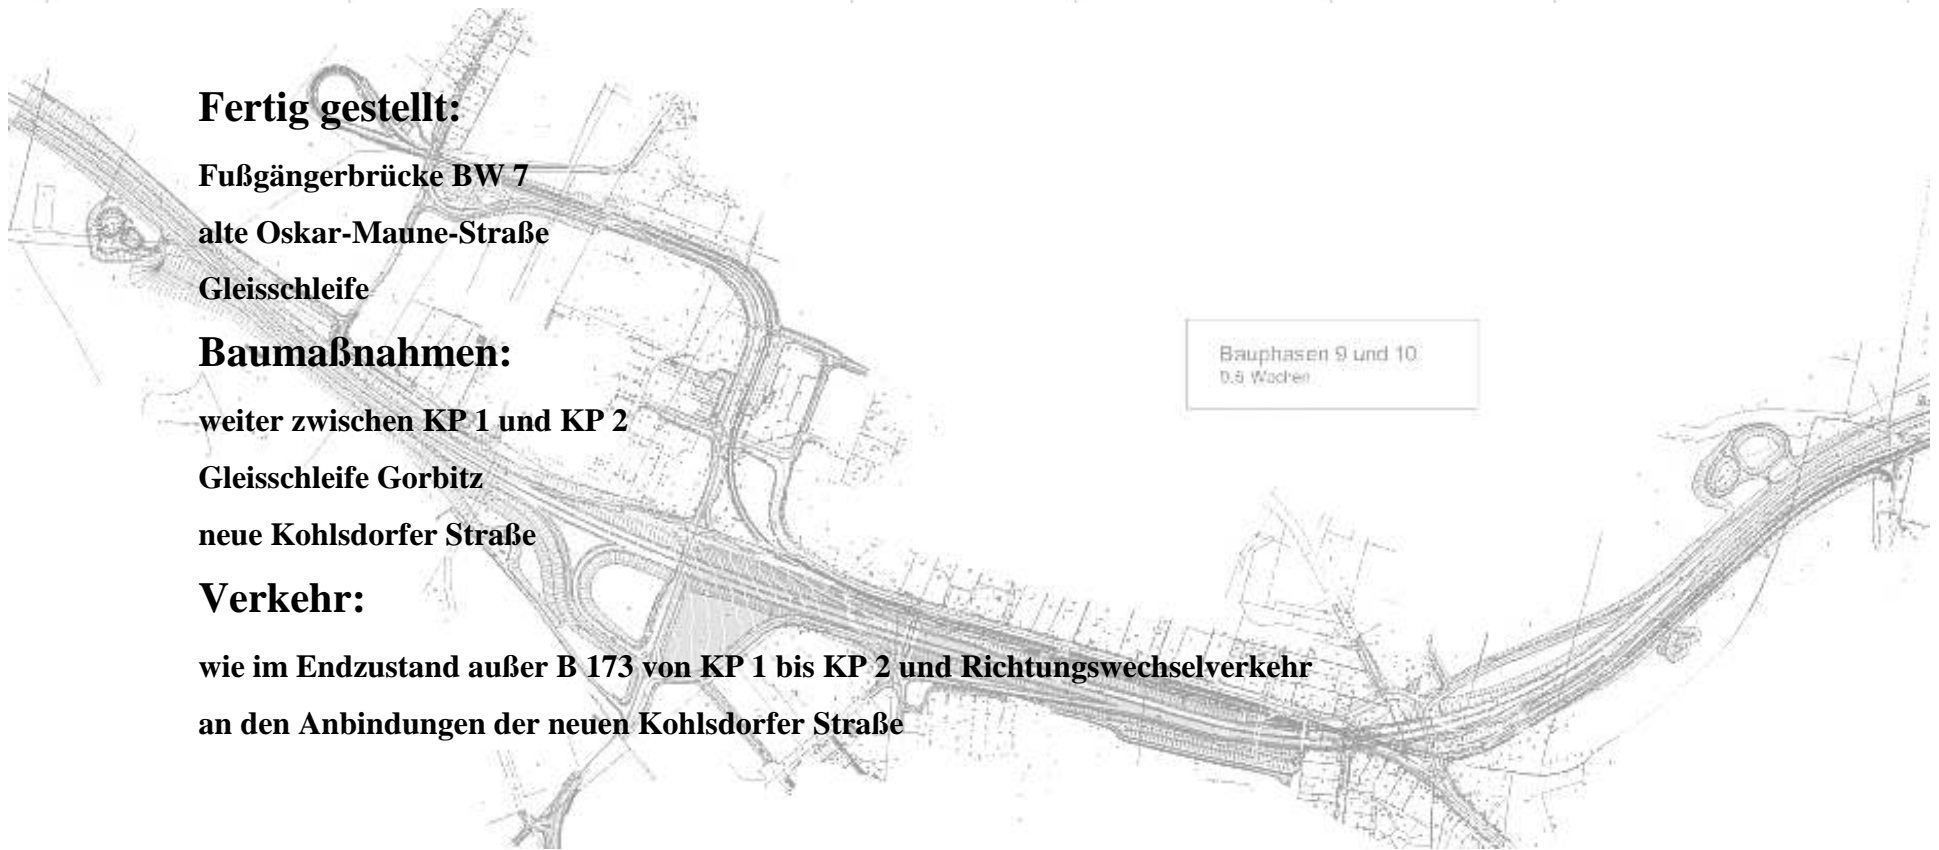 Fertig gestellt:
Fußgängerbrücke BW 7
alte Oskar-Maune-Straße
Gleisschleife
Baumaßnahmen:
weiter zwischen KP 1 und KP 2
Gleisschleife Gorbitz
neue Kohlsdorfer Straße
Verkehr:
wie im Endzustand außer B 173 von KP 1 bis KP 2 und Richtungswechselverkehr
an den Anbindungen der neuen Kohlsdorfer Straße
Bauphasen 9 und 10
Wochen